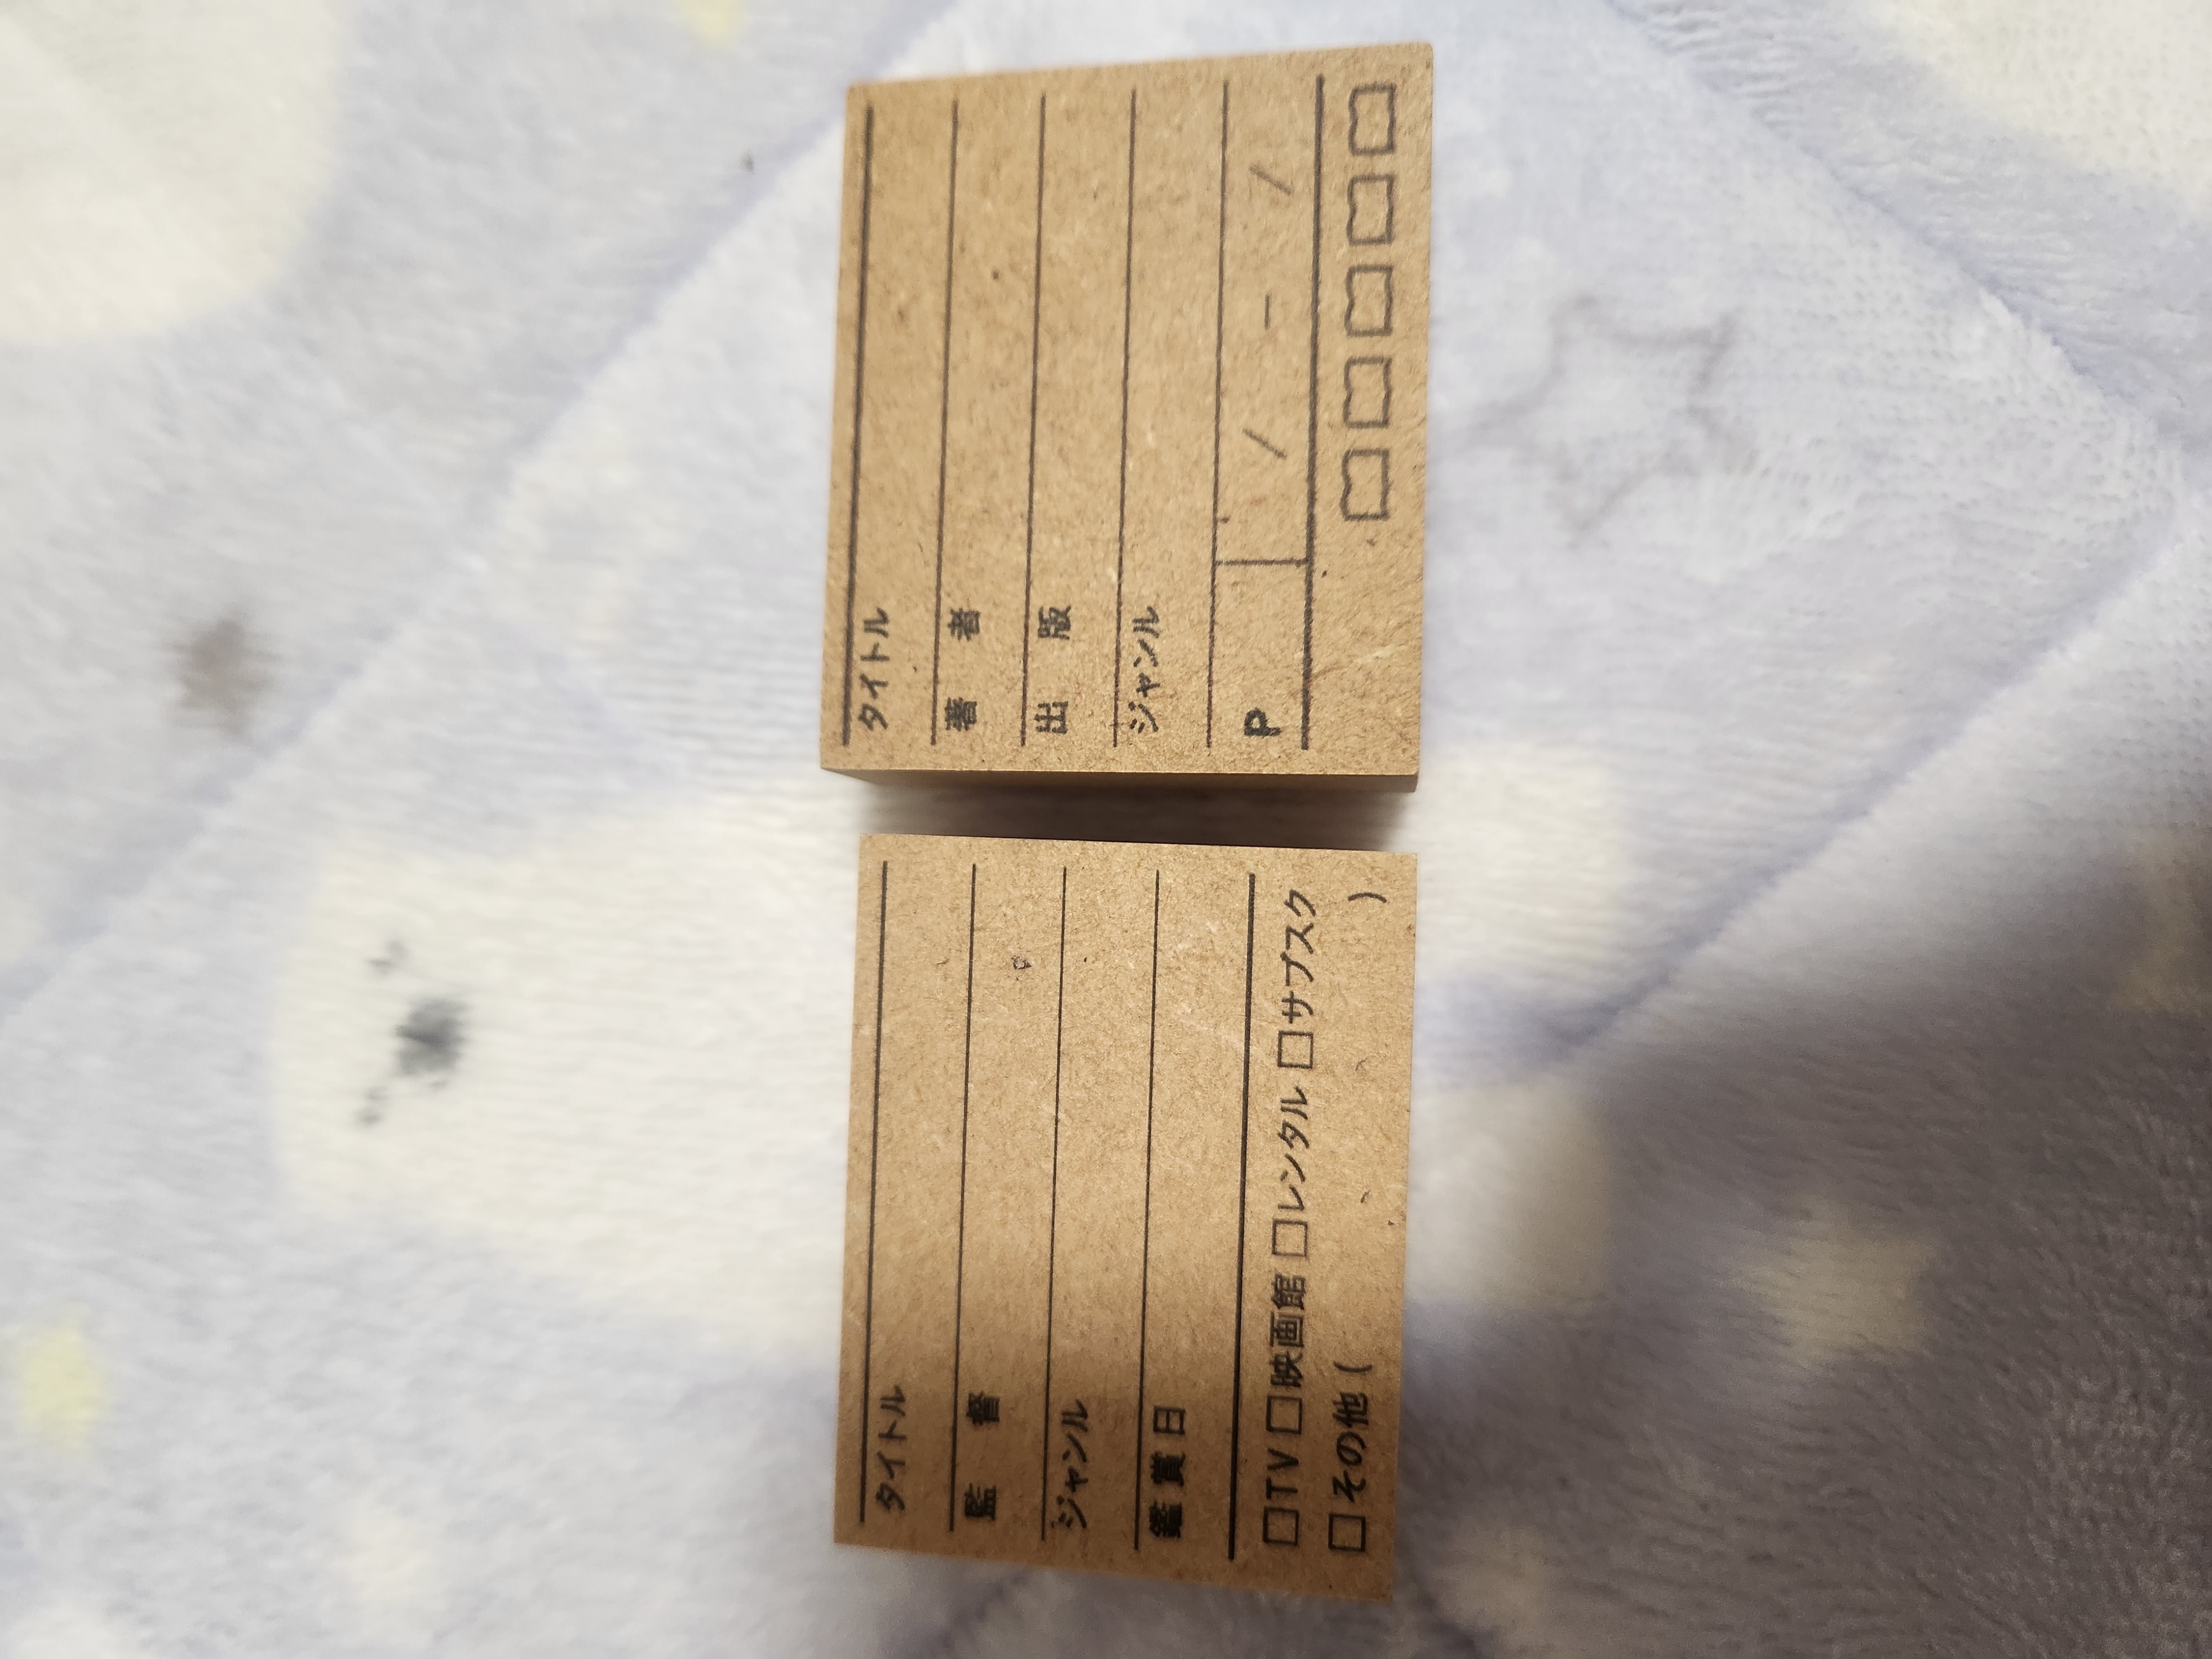 タイトル
監 督
ジャンル
鑑 賞 日
□TV □映画館 □レンタル □サブスク
□その他 ( )
タイトル
著 者
出 版
ジャンル
P / - /